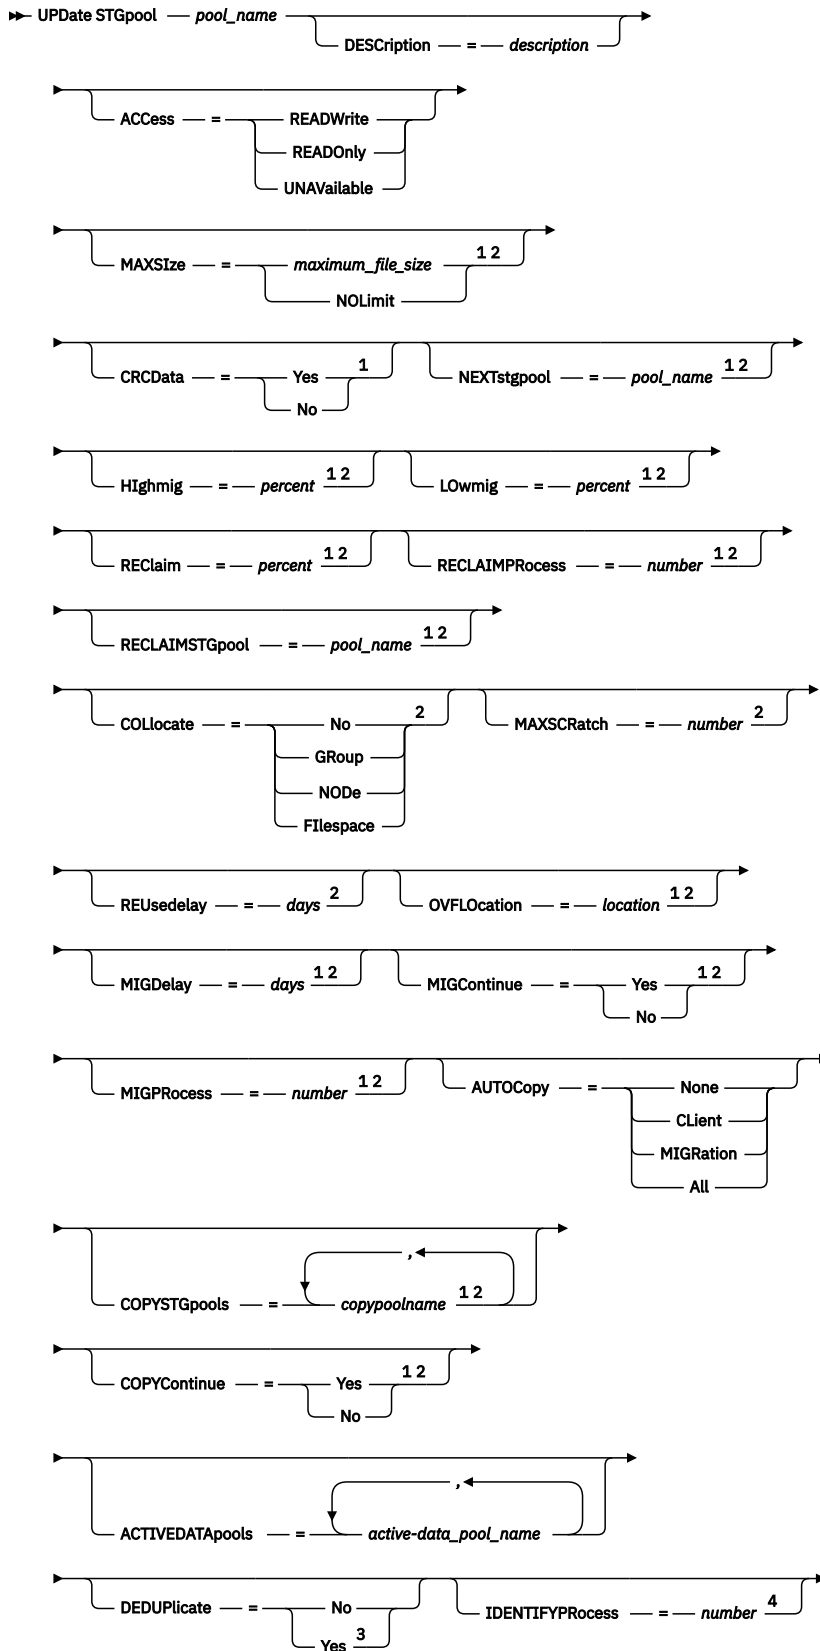 UPDate STGpool pool_name
DESCription = description
ACCess = READWrite
READOnly
UNAVailable
MAXSIze = maximum_file_size 1 2
NOLimit
CRCData = Yes 1
No
NEXTstgpool = pool_name 1 2
HIghmig = percent 1 2
LOwmig = percent 1 2
REClaim = percent 1 2
RECLAIMPRocess = number 1 2
RECLAIMSTGpool = pool_name 1 2
COLlocate = No 2
GRoup
NODe
FIlespace
MAXSCRatch = number 2
REUsedelay = days 2
OVFLOcation = location 1 2
MIGDelay = days 1 2
MIGContinue = Yes 1 2
No
MIGPRocess = number 1 2
AUTOCopy = None
CLient
MIGRation
All
,
COPYSTGpools = copypoolname 1 2
COPYContinue = Yes 1 2
No
,
ACTIVEDATApools = active-data_pool_name
DEDUPlicate = No
Yes 3
IDENTIFYPRocess = number 4